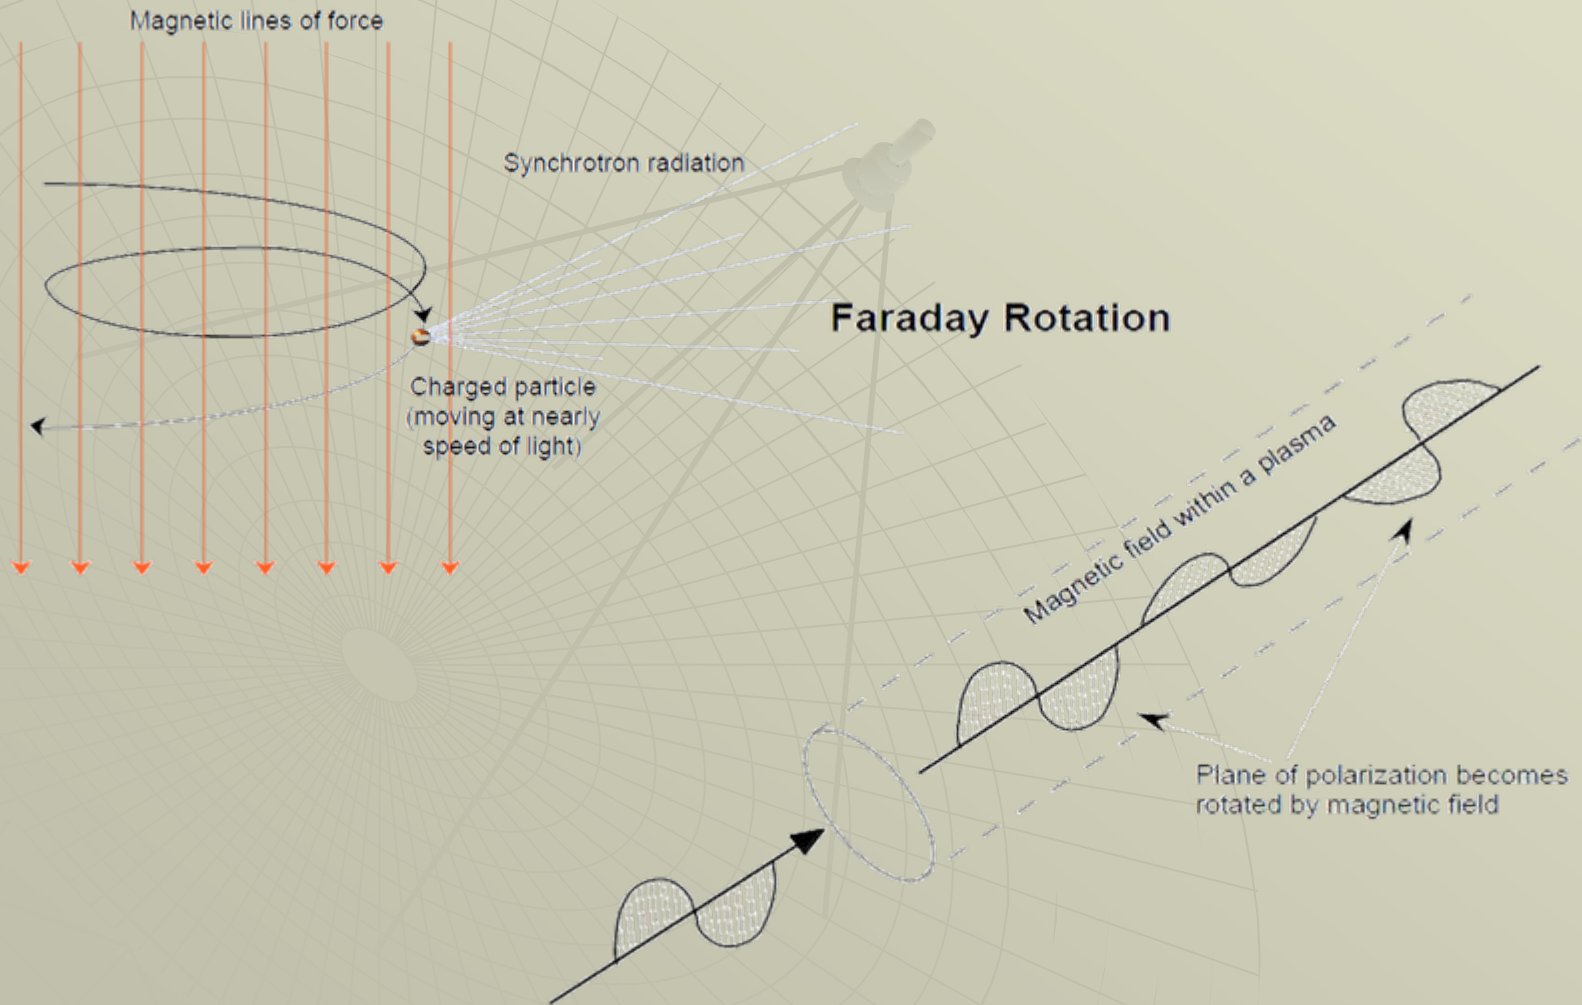 Magnetic lines of force
Synchrotron radiation
Charged particle
(moving at nearly
speed of light)
Faraday Rotation
Magnetic field within a plasma
Plane of polarization becomes
rotated by magnetic field